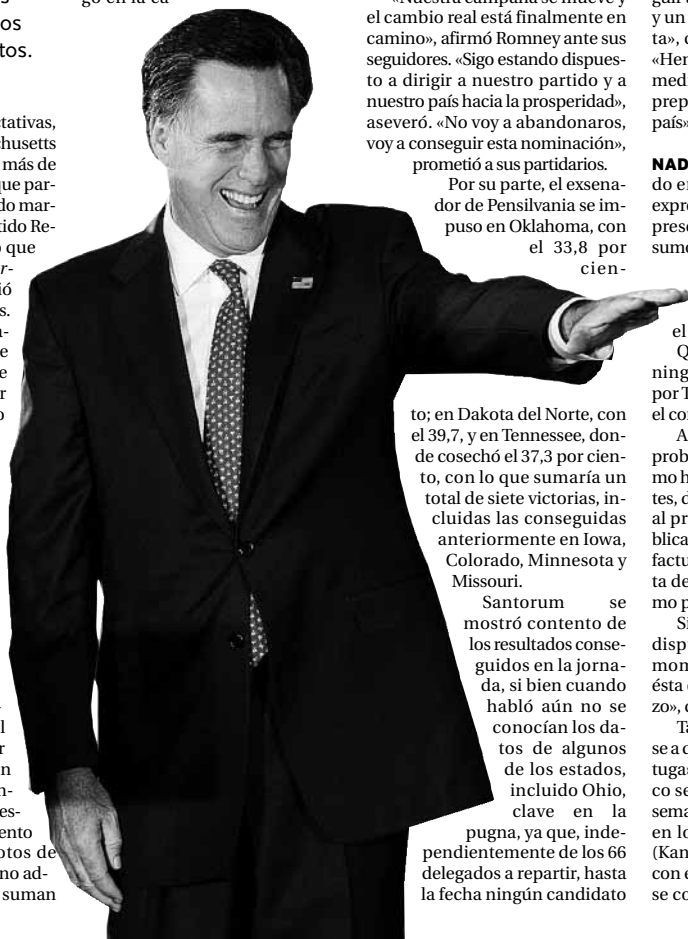 os
tos.
tativas,
husetts
más de
ue par-
do mar-
tido Re-
que
r-
ió
s.
e
e
r
o
l
r
n
n-
es-
ento
otos de
no ad-
suman
go en la ca
«Nuestra campaña se mueve y
el cambio real está finalmente en
camino», afirmó Romney ante sus
seguidores. «Sigo estando dispues-
to a dirigir a nuestro partido y a
nuestro país hacia la prosperidad»,
aseveró. «No voy a abandonaros,
voy a conseguir esta nominación»,
prometió a sus partidarios.
Por su parte, el exsena-
dor de Pensilvania se im-
puso en Oklahoma, con
el 33,8 por
cien-
to; en Dakota del Norte, con
el 39,7, y en Tennessee, don-
de cosechó el 37,3 por cien-
to, con lo que sumaría un
total de siete victorias, in-
cluidas las conseguidas
anteriormente en Iowa,
Colorado, Minnesota y
Missouri.
Santorum se
mostró contento de
los resultados conse-
guidos en la jorna-
da, si bien cuando
habló aún no se
conocían los da-
tos de algunos
de los estados,
incluido Ohio,
clave en la
pugna, ya que, inde-
pendientemente de los 66
delegados a repartir, hasta
la fecha ningún candidato
y un
ta», c
«Hen
medi
prep
país»
NAD
do en
expre
prese
sume
el
Q
ning
por T
el con
A
prob
mo h
tes, d
al pr
blica
factu
ta de
mo p
Si
disp
mom
ésta
zo», d
Ta
se a c
tugas
co se
sema
en lo
(Kan
con e
se co